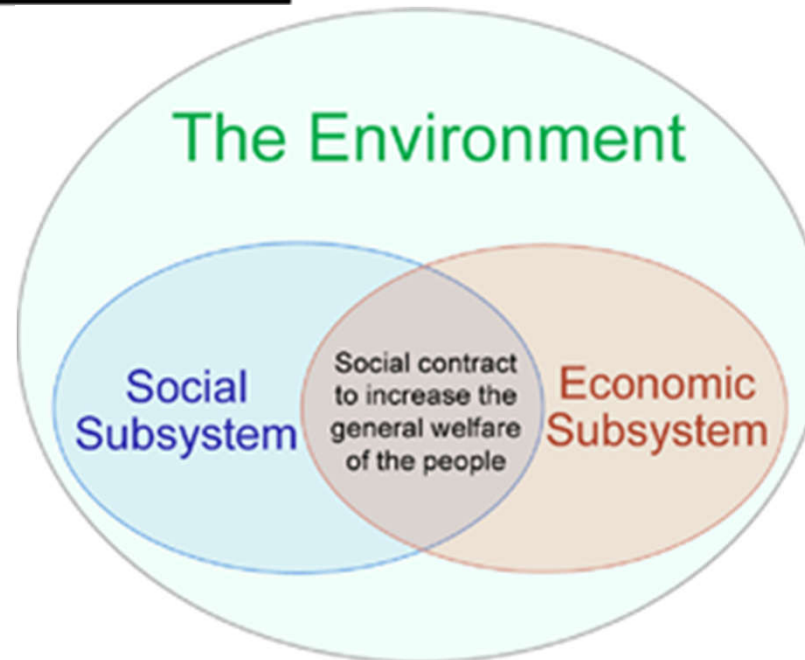 The Environment
Social
Subsystem
Social contract
to increase the
general welfare
of the people
Economic
Subsystem